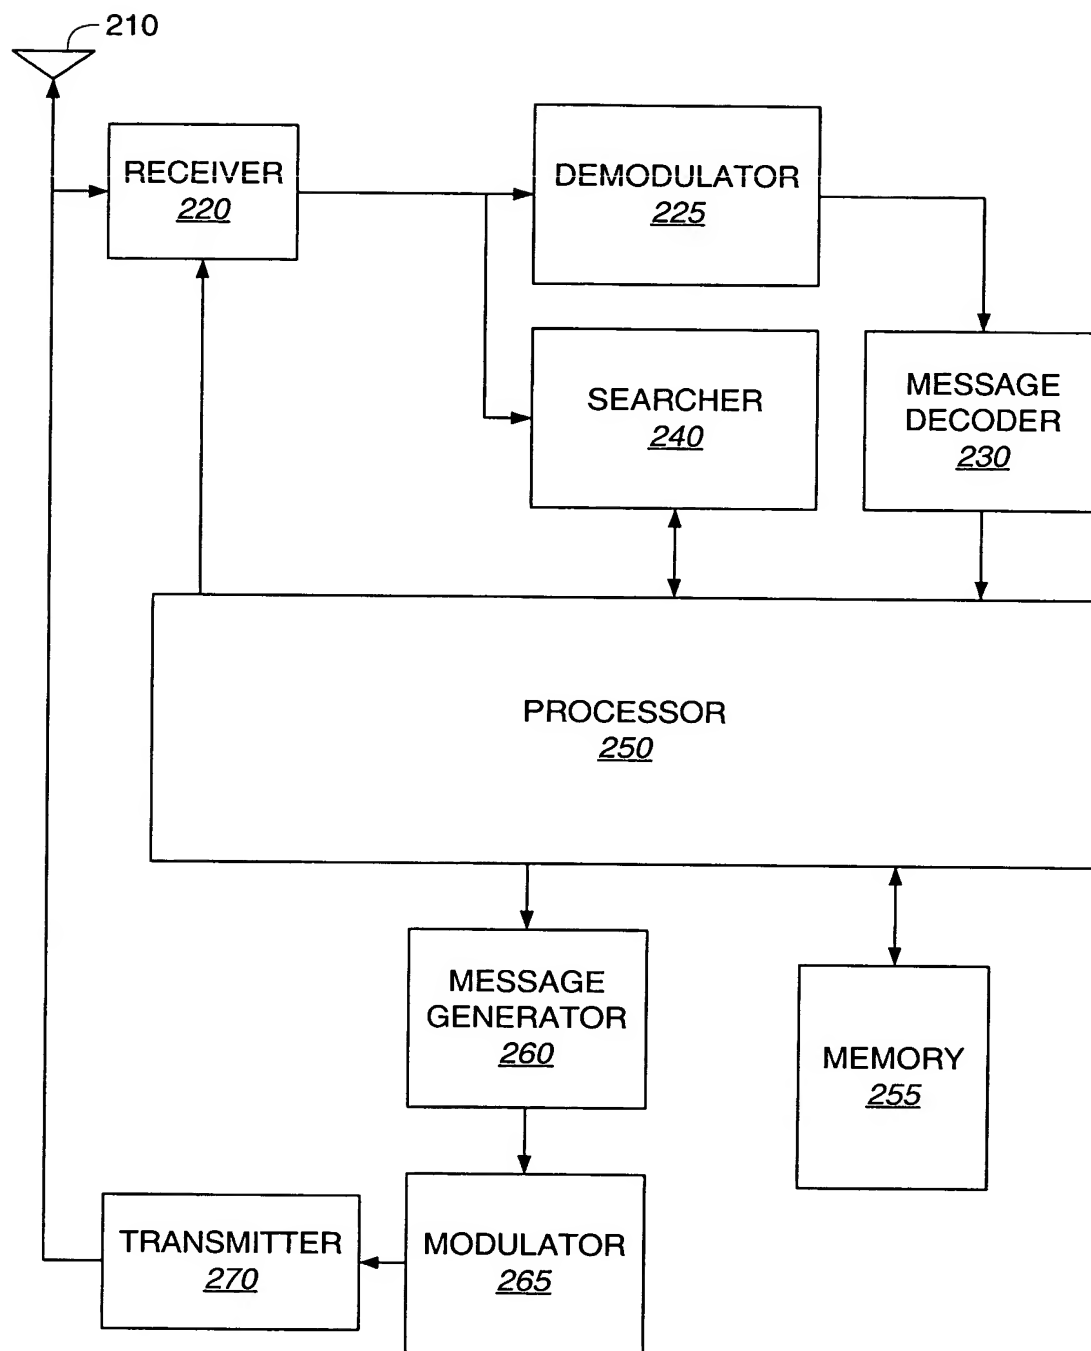 210
RECEIVER
220
DEMODULATOR
225
SEARCHER
240
MESSAGE
DECODER
230
PROCESSOR
250
MESSAGE
GENERATOR
260
MEMORY
255
TRANSMITTER
270
MODULATOR
265